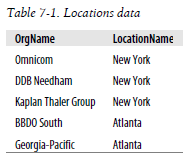 Table 7-1. Locations data
OrgName LocationName
Omnicom New York
DDB Needham New York
Kaplan Thaler Group New York
BBDO South Atlanta
Georgia-Pacific Atlanta